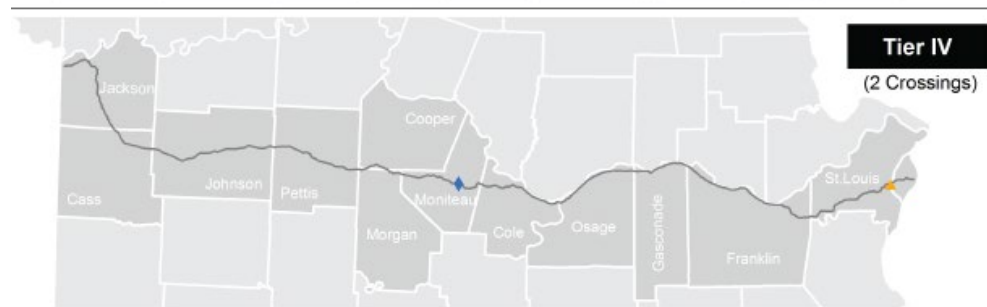 Tier IV
(2 Crossings)
Jackson
Cooper
St.Louis
Johnson
Pettis
Cass
Moniteau
Morgan
Cole
Osage
Gasconade
Franklin